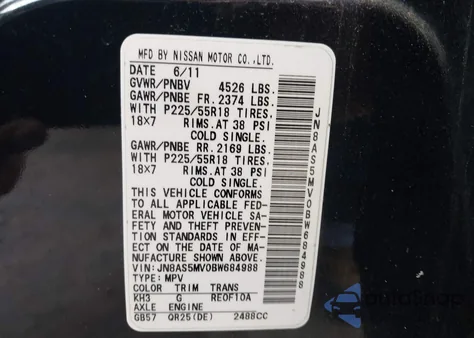 MFD BY NISSAN MOTOR CO.,LTD.
DATE 6/11
GVWR/PNBV 4526 LBS.
GAWR/PNBE FR. 2374 LBS.
WITH P225/55R18 TIRES,
18X7 RIMS.AT 38 PSI
COLD SINGLE.
GAWR/PNBE RR. 2169 LBS.
WITH P225/55R18 TIRES,
18X7 RIMS.AT 38 PSI
COLD SINGLE.
THIS VEHICLE CONFORMS
TO ALL APPLICABLE FED-
ERAL MOTOR VEHICLE SA-
FETY AND THEFT PREVEN-
TION STANDARDS IN EFF-
ECT ON THE DATE OF MA-
NUFACTURE SHOWN ABOVE.
VIN:JN8AS5MV0BW684988
TYPE: MPV
COLOR TRIM TRANS
KH3 G RE0F10A
AXLE ENGINE
GB57 QR25(DE) 2488CC
JN8AS5MV0BW684988
AutoSnap